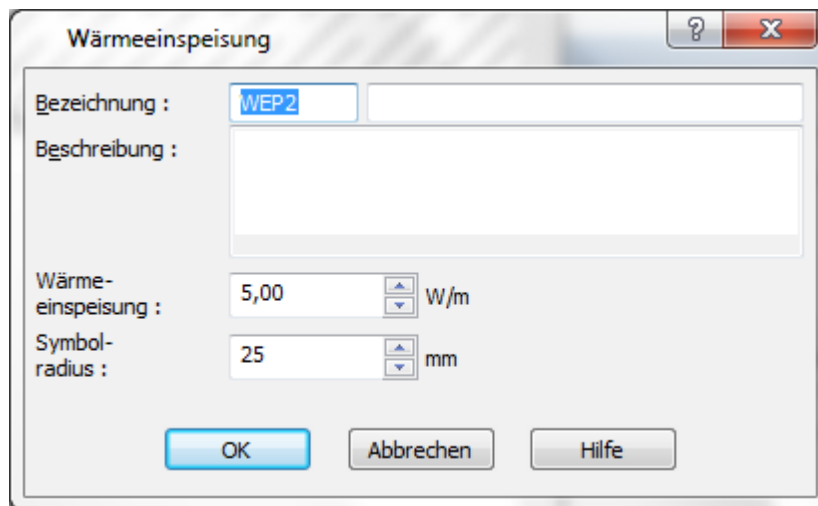 Wärmeeinspeisung
Bezeichnung : WEP2
Beschreibung :
Wärme-
einspeisung : 5,00 W/m
Symbol-
radius : 25 mm
OK Abbrechen Hilfe